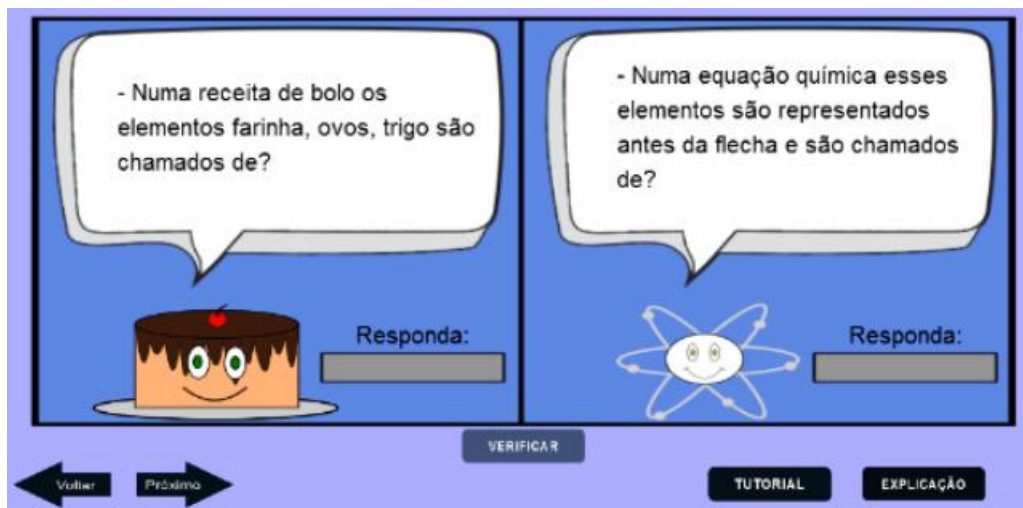 - Numa receita de bolo os
elementos farinha, ovos, trigo são
chamados de?
Responda:
- Numa equação química esses
elementos são representados
antes da flecha e são chamados
de?
Responda:
VERIFICAR
Voltar
Próximo
TUTORIAL
EXPLICAÇÃO